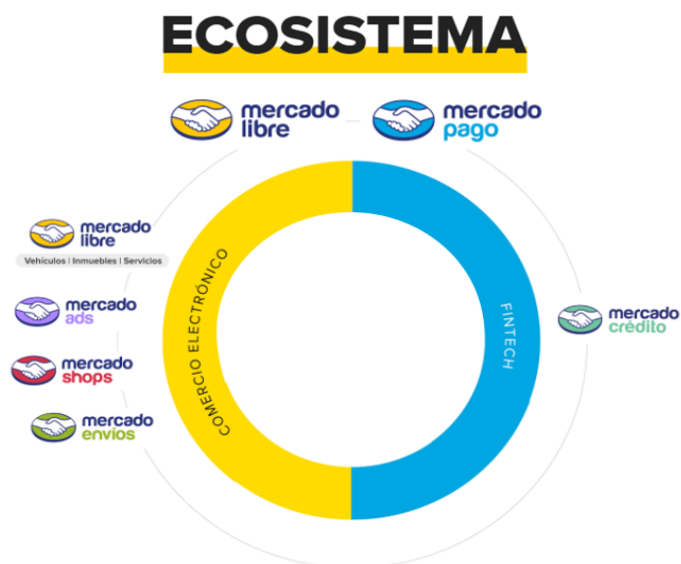 ECOSISTEMA
mercado
libre
mercado
pago
mercado
libre
Vehículos | Inmuebles | Servicios
mercado
ads
mercado
shops
mercado
envíos
COMERCIO ELECTRÓNICO
FINTECH
mercado
crédito